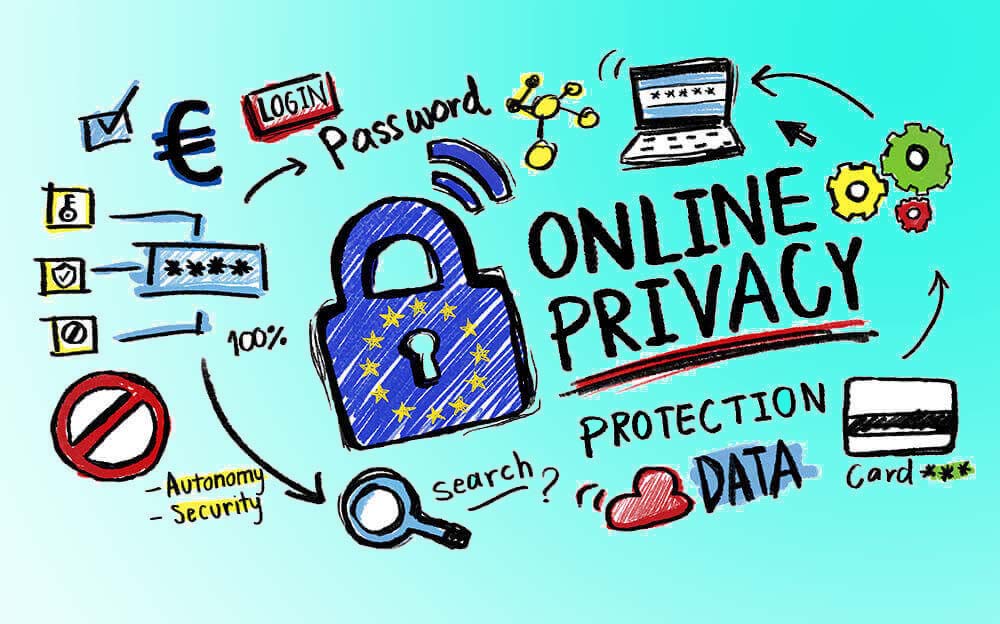 LOGIN
Password
*****
€
ONLINE
PRIVACY
****
100%
PROTECTION
DATA
Card ***
search?
- Autonomy
- Security